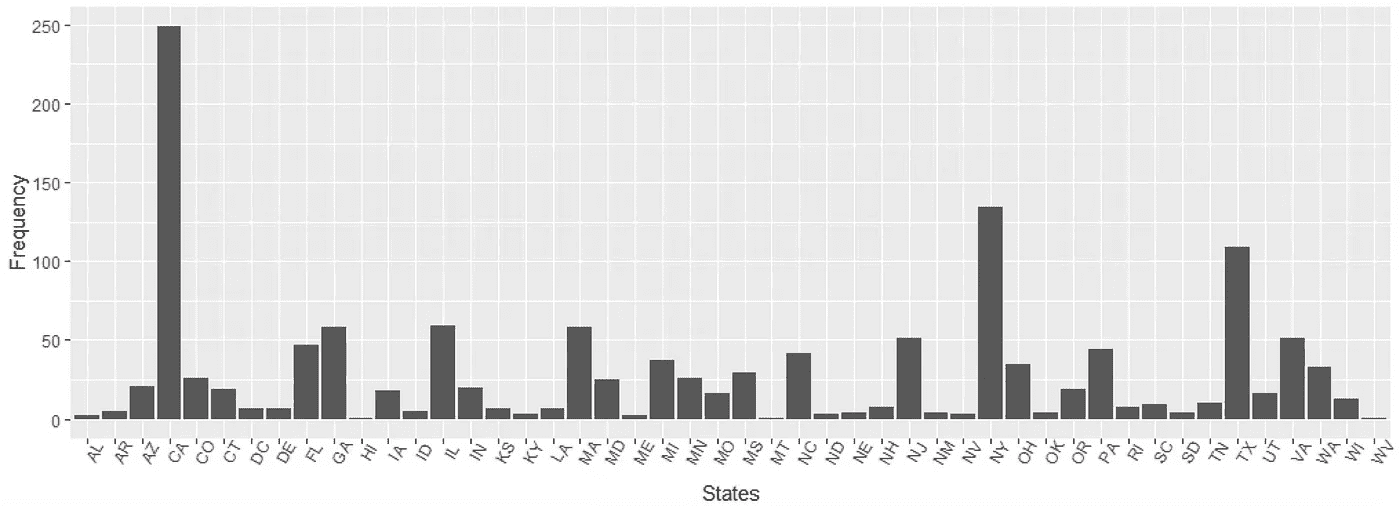 250
200
150
100
50
0
Frequency
AL AR AZ CA CO CT DC DE FL GA HI IA ID IL IN KS KY LA MA MD ME MI MN MO MS MT NC ND NE NH NJ NM NV NY OH OK OR PA RI SC SD TN TX UT VA WA WI WV
States